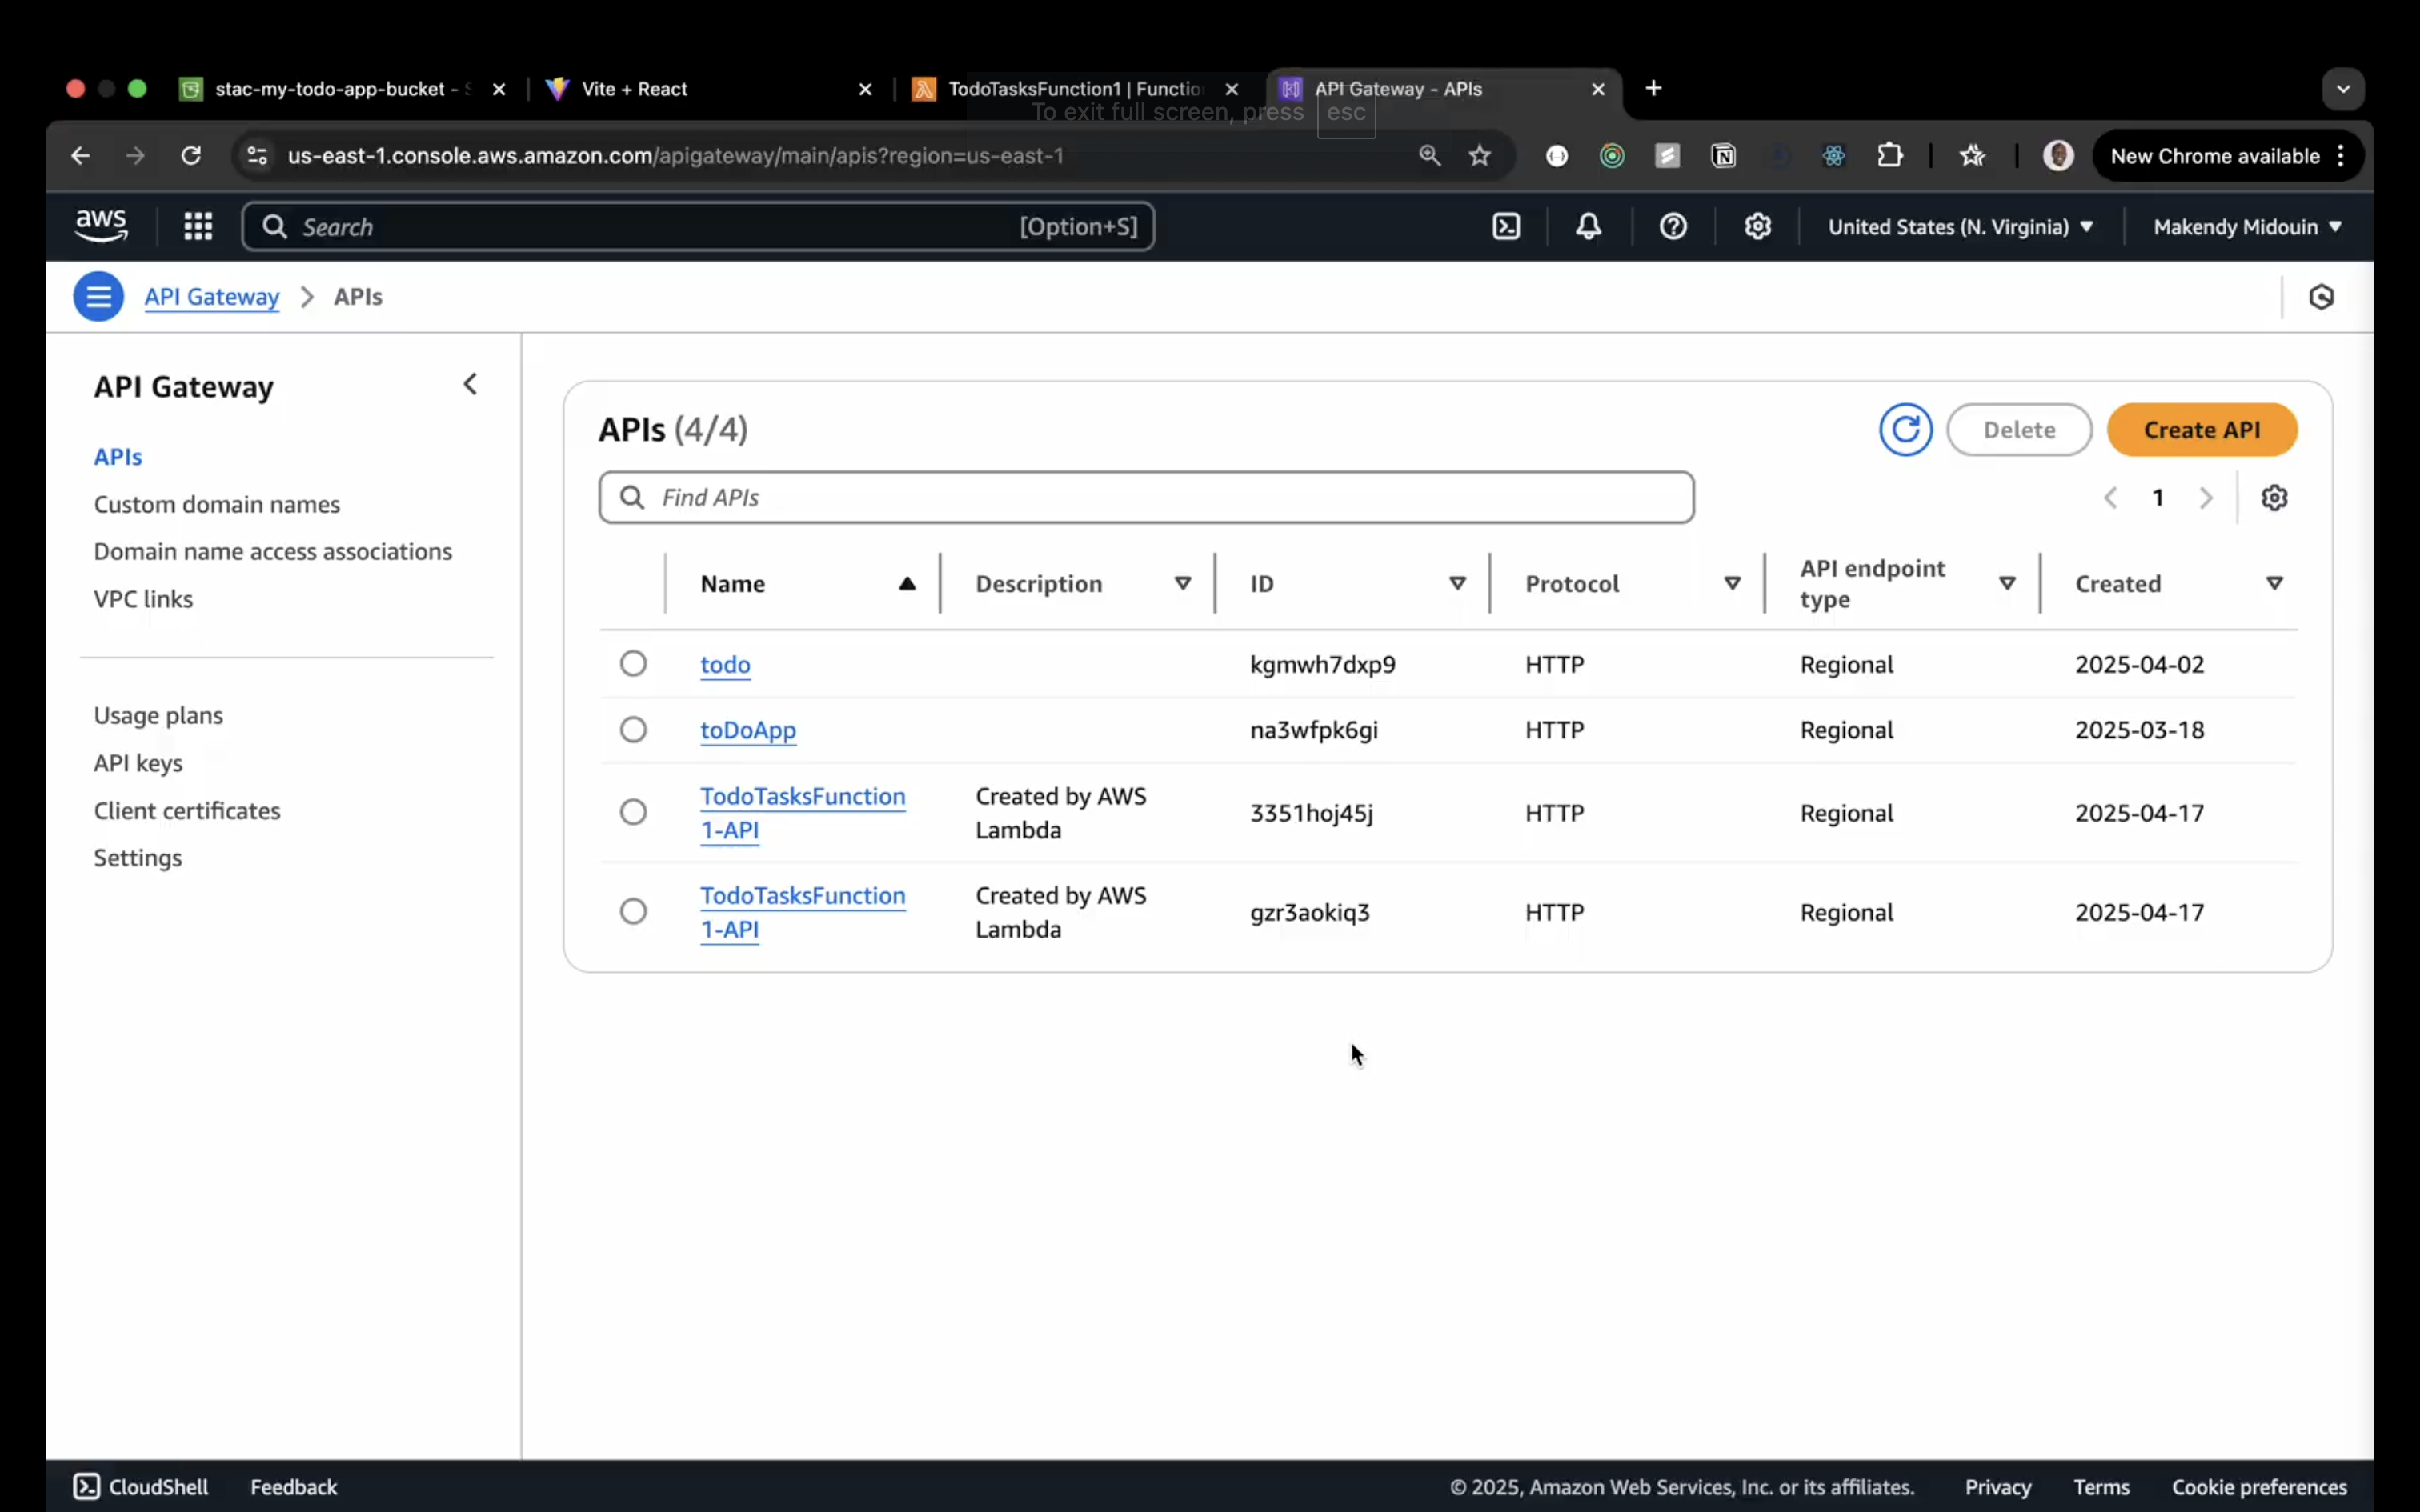 stac-my-todo-app-bucket - S
Vite + React
TodoTasksFunction1 | Functio
API Gateway - APIs
To exit full screen, press esc
us-east-1.console.aws.amazon.com/apigateway/main/apis?region=us-east-1
New Chrome available
aws
Search
[Option+S]
United States (N. Virginia)
Makendy Midouin
API Gateway
APIs
API Gateway
APIs
Custom domain names
Domain name access associations
VPC links
Usage plans
API keys
Client certificates
Settings
APIs (4/4)
Delete
Create API
Find APIs
1
Name
Description
ID
Protocol
API endpoint
type
Created
todo
kgmwh7dxp9
HTTP
Regional
2025-04-02
toDoApp
na3wfpk6gi
HTTP
Regional
2025-03-18
TodoTasksFunction
1-API
Created by AWS
Lambda
3351hoj45j
HTTP
Regional
2025-04-17
TodoTasksFunction
1-API
Created by AWS
Lambda
gzr3aokiq3
HTTP
Regional
2025-04-17
CloudShell
Feedback
© 2025, Amazon Web Services, Inc. or its affiliates.
Privacy
Terms
Cookie preferences